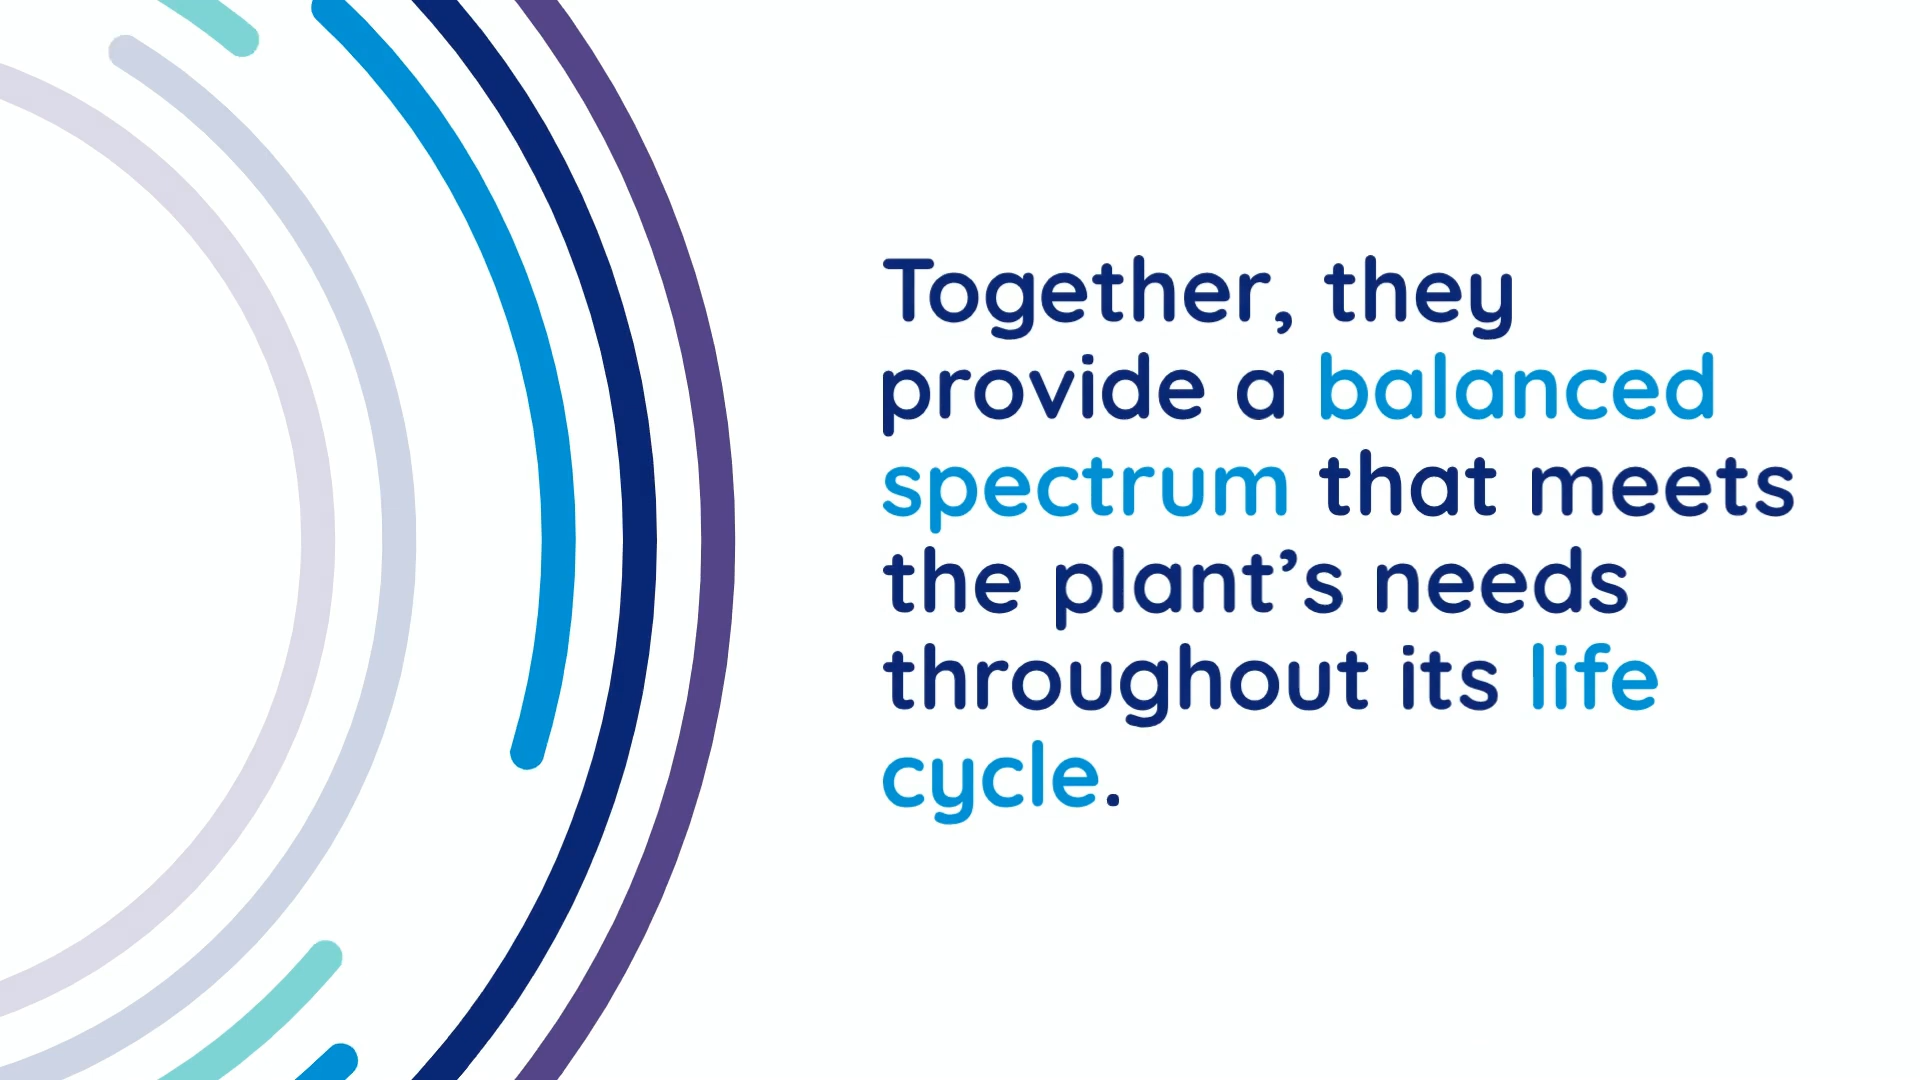 Together, they
provide a balanced
spectrum that meets
the plant’s needs
throughout its life
cycle.